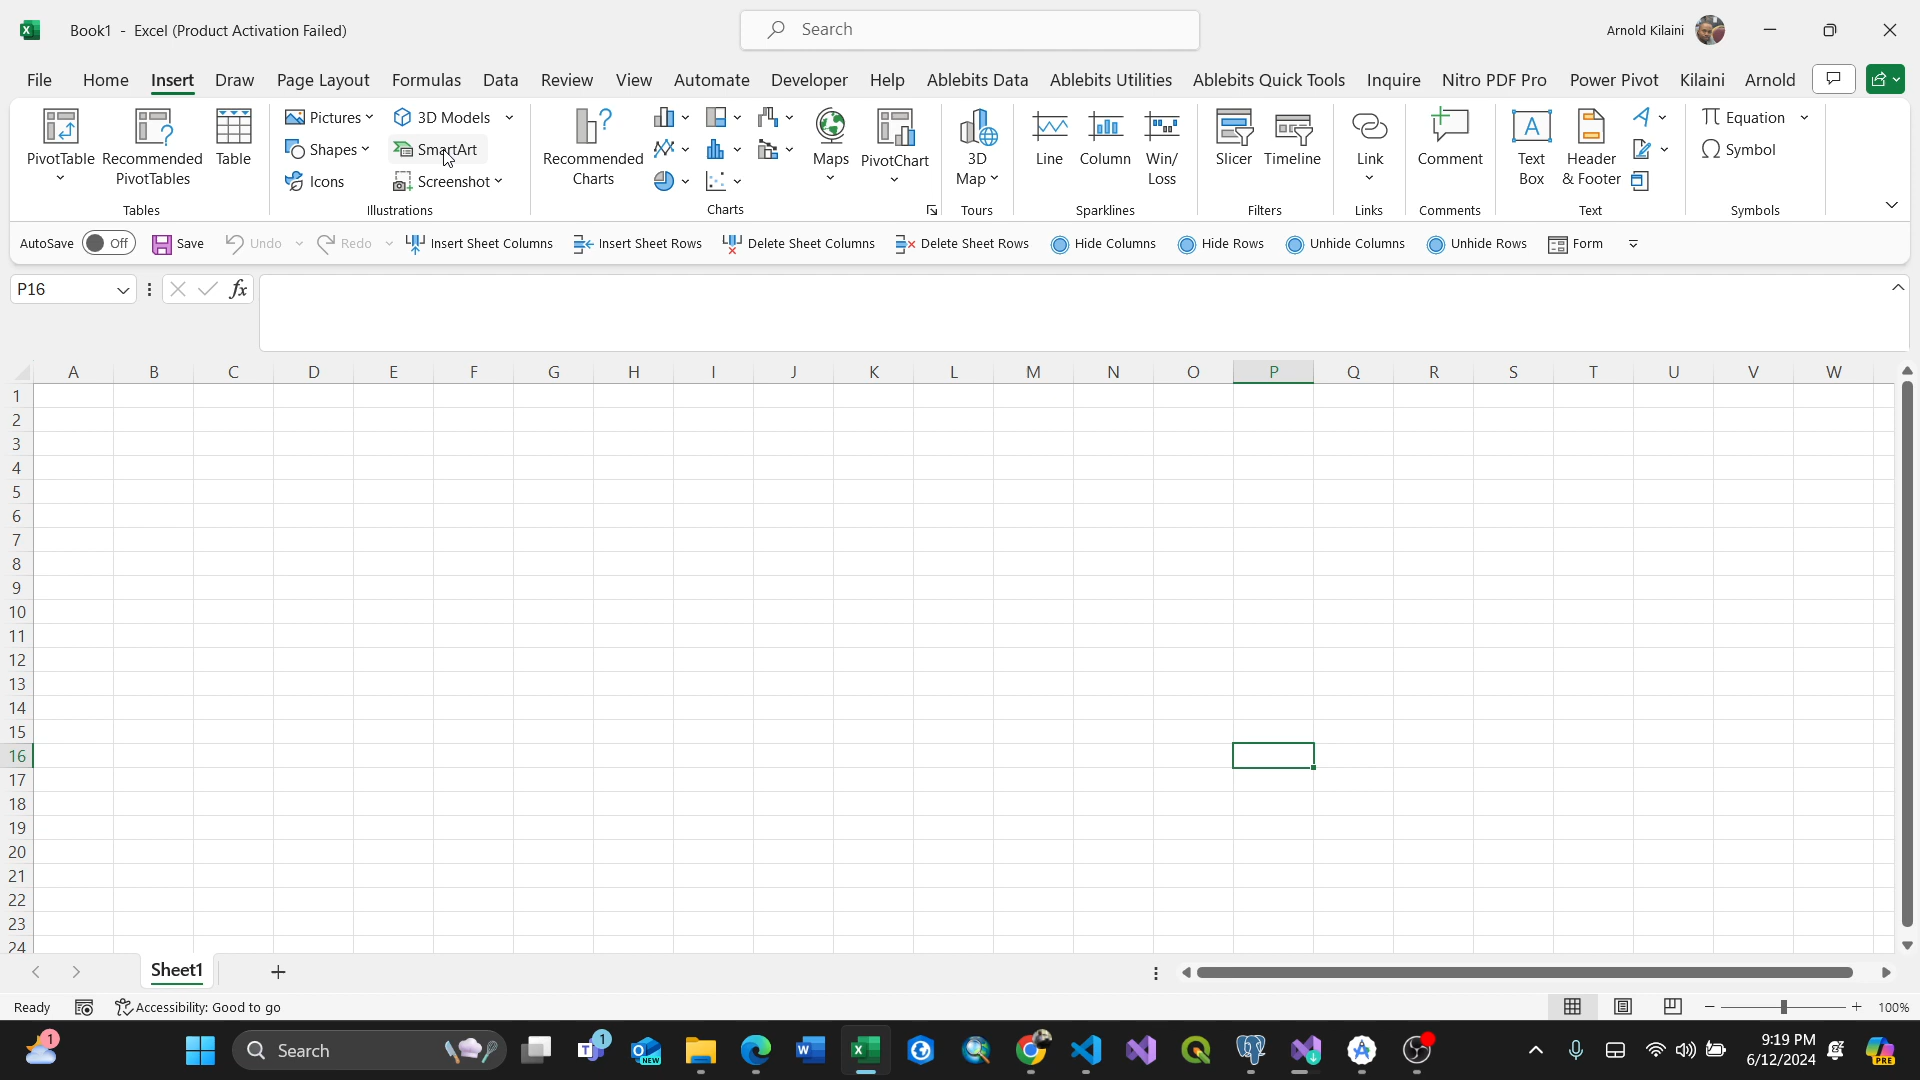 Book1 - Excel (Product Activation Failed)
Search
Arnold Kilaini
File Home Insert Draw Page Layout Formulas Data Review View Automate Developer Help Ablebits Data Ablebits Utilities Ablebits Quick Tools Inquire Nitro PDF Pro Power Pivot Kilaini Arnold
PivotTable
Recommended PivotTables
Table
Tables
Pictures
Shapes
Icons
3D Models
SmartArt
Screenshot
Illustrations
Recommended Charts
Maps
PivotChart
Charts
3D Map
Tours
Line
Column
Win/ Loss
Sparklines
Slicer
Timeline
Filters
Link
Links
Comment
Comments
Text Box
Header & Footer
Text
Equation
Symbol
Symbols
AutoSave Off Save Undo Redo Insert Sheet Columns Insert Sheet Rows Delete Sheet Columns Delete Sheet Rows Hide Columns Hide Rows Unhide Columns Unhide Rows Form
P16 fx
A B C D E F G H I J K L M N O P Q R S T U V W
1
2
3
4
5
6
7
8
9
10
11
12
13
14
15
16
17
18
19
20
21
22
23
24
Sheet1
Ready Accessibility: Good to go 100%
1 Search 1 NEW 9:19 PM
6/12/2024 PRE